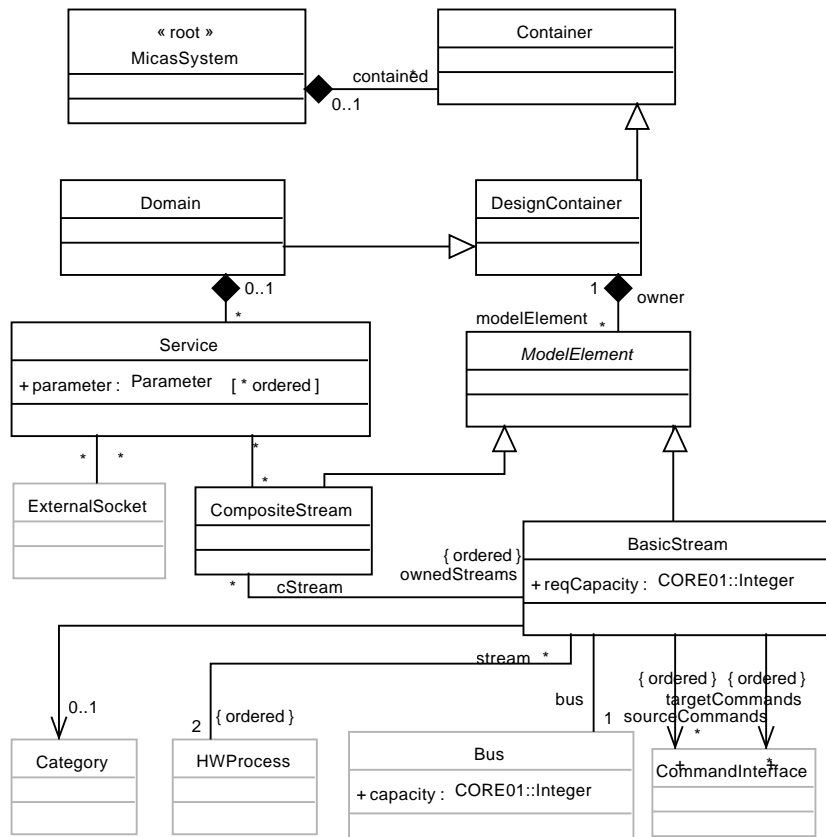 « root »
MicasSystem
Container
contained
*
0..1
Domain
DesignContainer
0..1
1
owner
*
modelElement
*
Service
ModelElement
+ parameter : Parameter [ * ordered ]
*
*
*
*
ExternalSocket
CompositeStream
BasicStream
{ ordered }
ownedStreams
+ reqCapacity : CORE01::Integer
*
cStream
stream
*
{ ordered }
{ ordered }
0..1
{ ordered }
bus
targetCommands
2
1
sourceCommands
*
Category
HWProcess
Bus
+
*
CommandInterface
+ capacity : CORE01::Integer